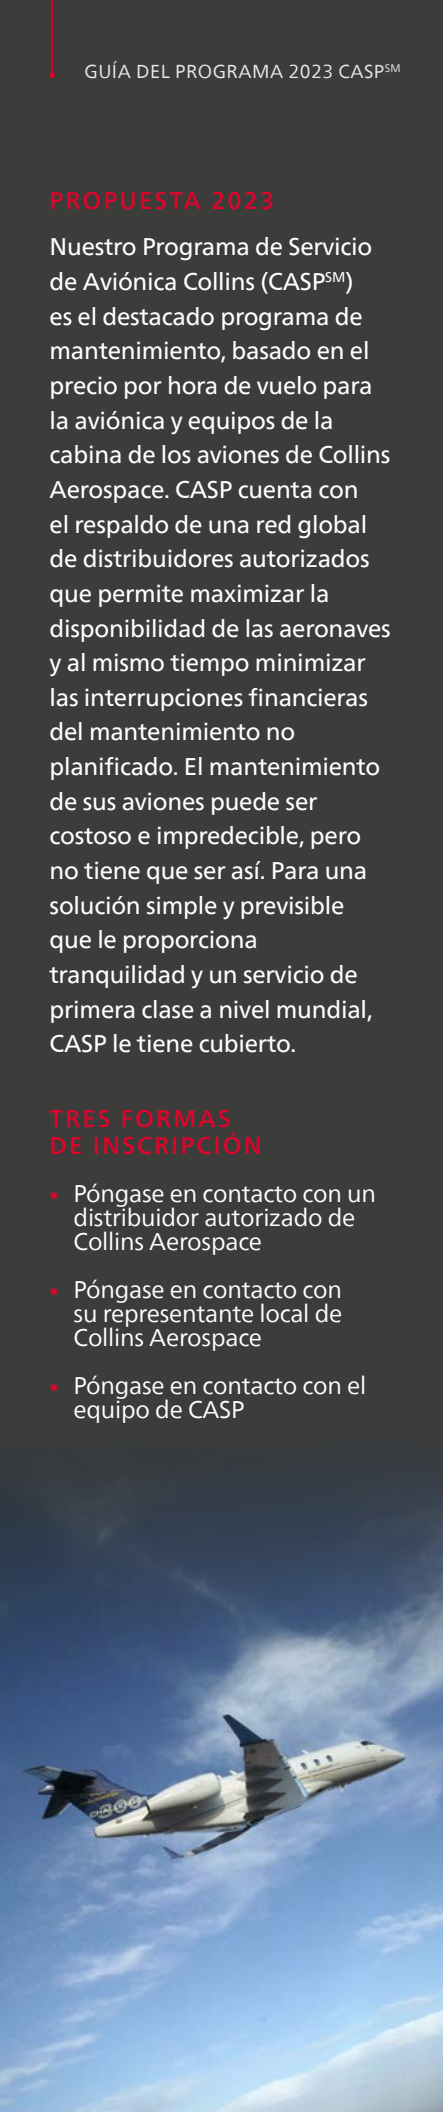 GUÍA DEL PROGRAMA 2023 CASP℠
PROPUESTA 2023
Nuestro Programa de Servicio
de Aviónica Collins (CASP℠)
es el destacado programa de
mantenimiento, basado en el
precio por hora de vuelo para
la aviónica y equipos de la
cabina de los aviones de Collins
Aerospace. CASP cuenta con
el respaldo de una red global
de distribuidores autorizados
que permite maximizar la
disponibilidad de las aeronaves
y al mismo tiempo minimizar
las interrupciones financieras
del mantenimiento no
planificado. El mantenimiento
de sus aviones puede ser
costoso e impredecible, pero
no tiene que ser así. Para una
solución simple y previsible
que le proporciona
tranquilidad y un servicio de
primera clase a nivel mundial,
CASP le tiene cubierto.
TRES FORMAS
DE INSCRIPCIÓN
• Póngase en contacto con un
distribuidor autorizado de
Collins Aerospace
• Póngase en contacto con
su representante local de
Collins Aerospace
• Póngase en contacto con el
equipo de CASP